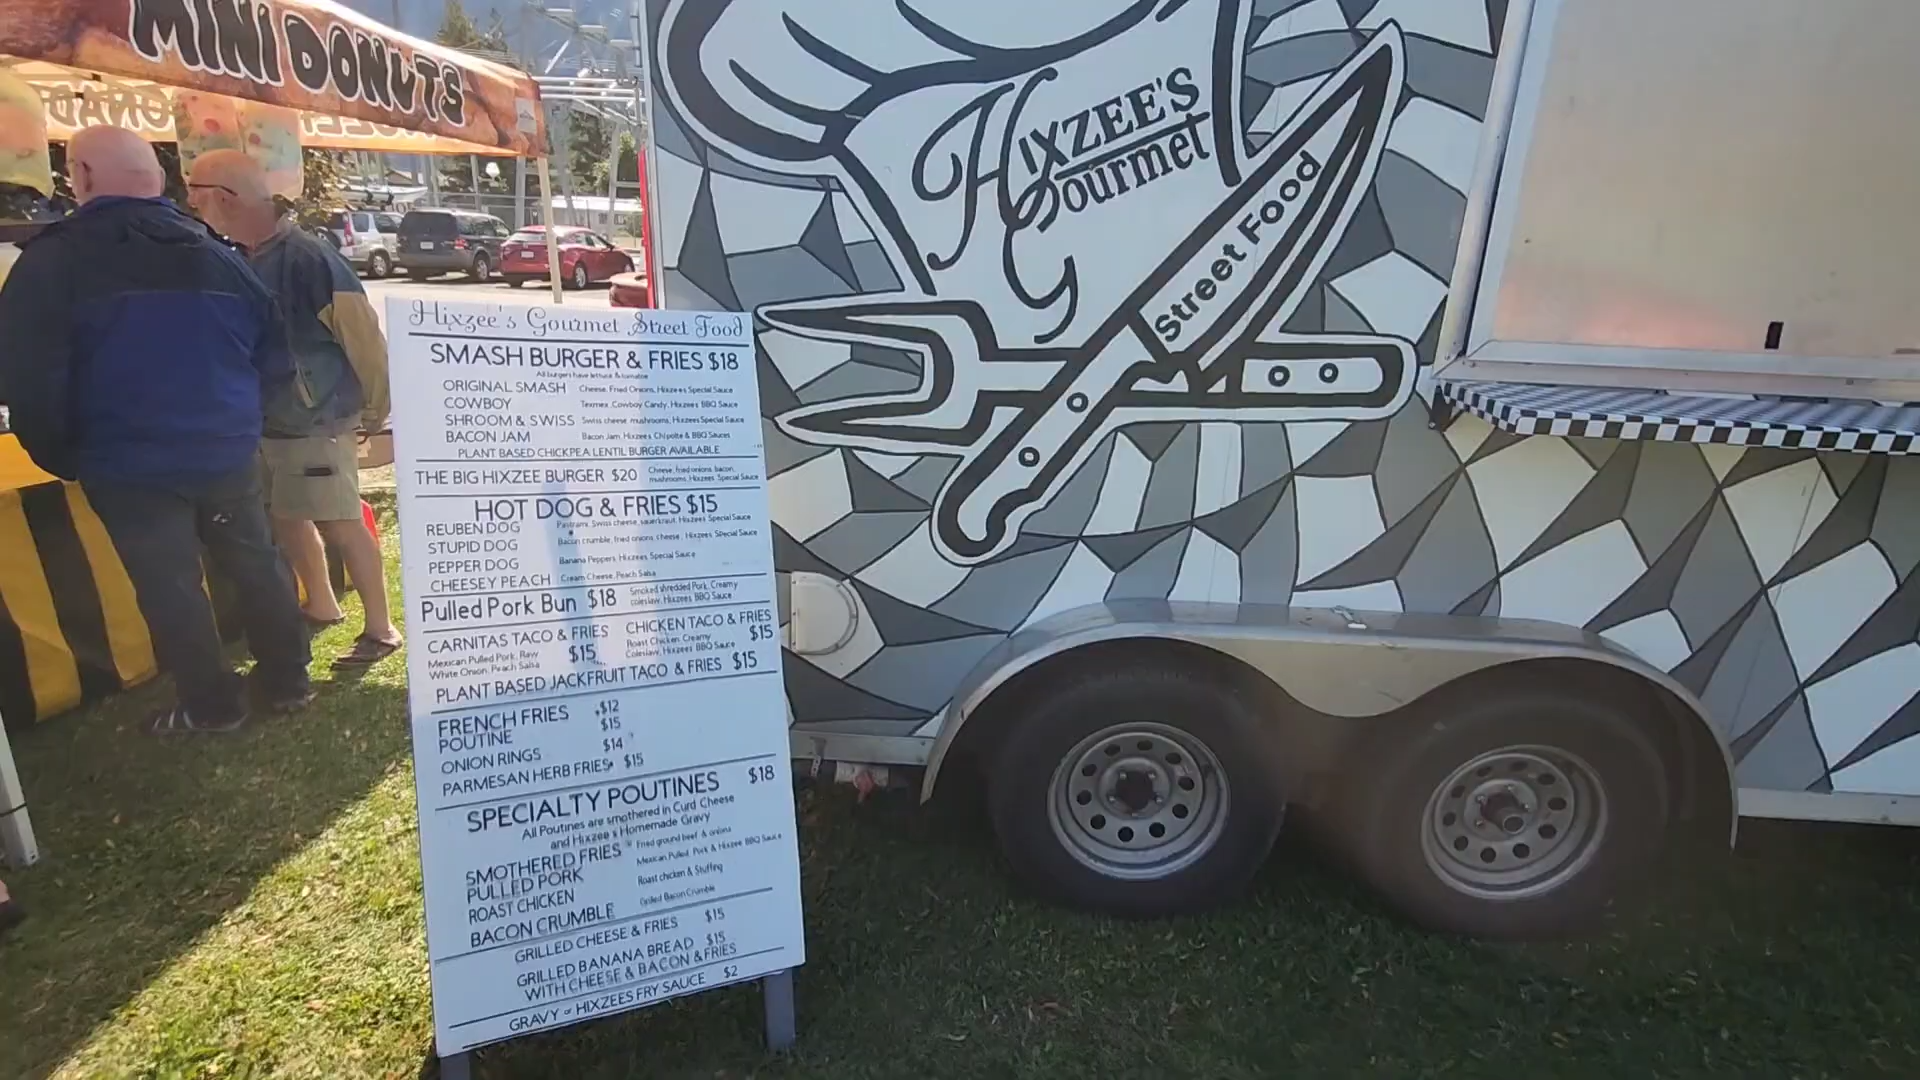 MINI DONUTS
HIXZEE'S
Gourmet
Street Food
Hixzee's Gourmet Street Food
SMASH BURGER & FRIES $18
All burgers have lettuce & tomatoe
ORIGINAL SMASH Cheese, Fried Onions, Hixzees Special Sauce
COWBOY Texmex, Cowboy Candy, Hixzees BBQ Sauce
SHROOM & SWISS Swiss cheese mushrooms, Hixzees Special Sauce
BACON JAM Bacon Jam, Hixzees Chipolte & BBQ Sauces
PLANT BASED CHICKPEA LENTIL BURGER AVAILABLE
THE BIG HIXZEE BURGER $20 Cheese, fried onions, bacon,
mushrooms, Hixzees Special Sauce
HOT DOG & FRIES $15
REUBEN DOG Pastrami, Swiss cheese, sauerkraut, Hixzees Special Sauce
STUPID DOG Bacon crumble, fried onions, cheese, Hixzees Special Sauce
PEPPER DOG Banana Peppers, Hixzees Special Sauce
CHEESEY PEACH Cream Cheese, Peach Salsa
Pulled Pork Bun $18 Smoked shredded Pork, Creamy
coleslaw, Hixzees BBQ Sauce
CARNITAS TACO & FRIES
Mexican Pulled Pork, Raw $15
White Onion, Peach Salsa
CHICKEN TACO & FRIES
Roast Chicken, Creamy $15
Coleslaw, Hixzees BBQ Sauce
PLANT BASED JACKFRUIT TACO & FRIES $15
FRENCH FRIES $12
POUTINE $15
ONION RINGS $14
PARMESAN HERB FRIES $15
SPECIALTY POUTINES $18
All Poutines are smothered in Curd Cheese
and Hixzee's Homemade Gravy
SMOTHERED FRIES Fried ground beef & onions
PULLED PORK Mexican Pulled Pork & Hixzee BBQ Sauce
ROAST CHICKEN Roast chicken & Stuffing
BACON CRUMBLE Grilled Bacon Crumble
GRILLED CHEESE & FRIES $15
GRILLED BANANA BREAD $15
WITH CHEESE & BACON & FRIES
GRAVY or HIXZEES FRY SAUCE $2